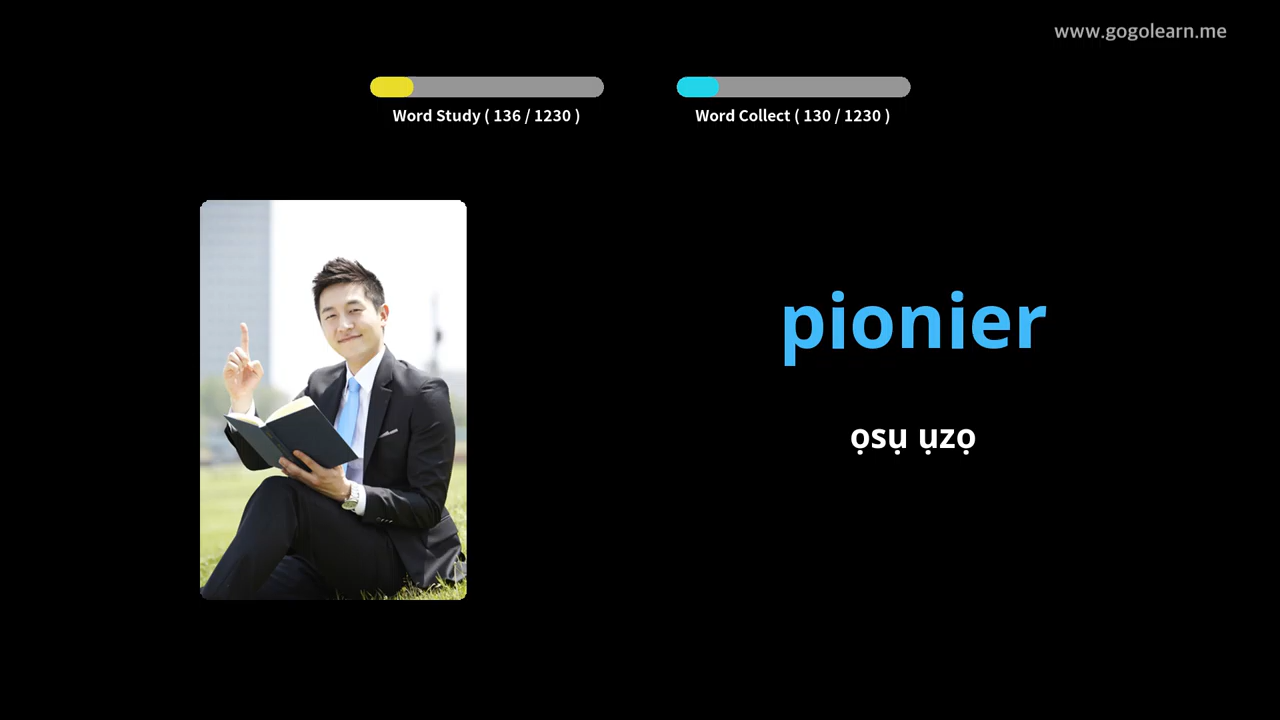 www.gogolearn.me
Word Study ( 136 / 1230 )
Word Collect ( 130 / 1230 )
pionier
ọsụ ụzọ